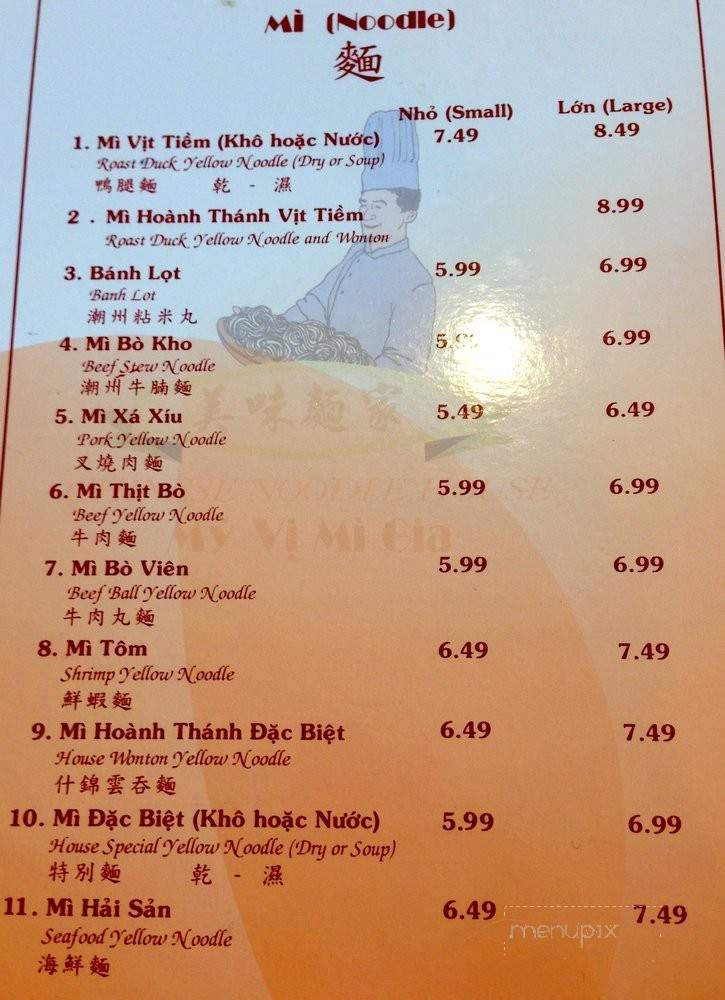 MÌ (Noodle)
麵
Nhỏ (Small) Lớn (Large)
1. Mì Vịt Tiềm (Khô hoặc Nước) 7.49 8.49
Roast Duck Yellow Noodle (Dry or Soup)
鴨腿麵 乾 - 濕
2 . Mì Hoành Thánh Vịt Tiềm 8.99
Roast Duck Yellow Noodle and Wonton
3. Bánh Lọt 5.99 6.99
Banh Lot
潮州粘米丸
4. Mì Bò Kho 6.99
Beef Stew Noodle
潮州牛腩麵
5. Mì Xá Xíu 5.49 6.49
Pork Yellow Noodle
叉燒肉麵
美味麵家
6. Mì Thịt Bò 5.99 6.99
Beef Yellow Noodle
牛肉麵
NOODLE HOUSE
Mỹ Vị Mì Gia
7. Mì Bò Viên 5.99 6.99
Beef Ball Yellow Noodle
牛肉丸麵
8. Mì Tôm 6.49 7.49
Shrimp Yellow Noodle
鮮蝦麵
9. Mì Hoành Thánh Đặc Biệt 6.49 7.49
House Wonton Yellow Noodle
什錦雲吞麵
10. Mì Đặc Biệt (Khô hoặc Nước) 5.99 6.99
House Special Yellow Noodle (Dry or Soup)
特別麵 乾 - 濕
11. Mì Hải Sản 6.49 7.49
Seafood Yellow Noodle
海鮮麵
menupix